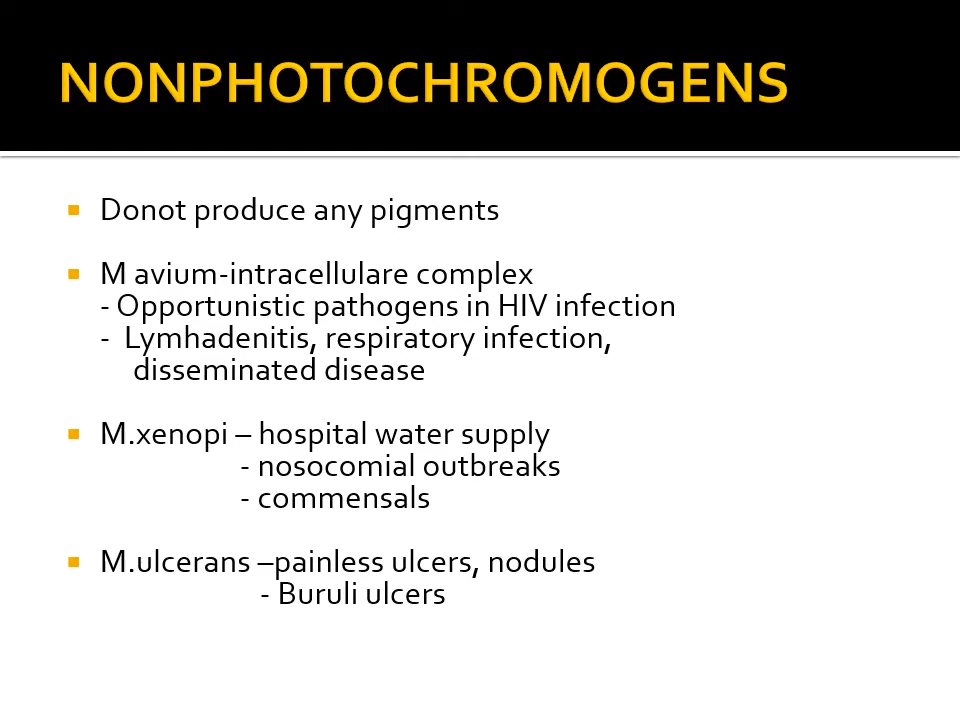 NONPHOTOCHROMOGENS
Donot produce any pigments
M avium-intracellulare complex
- Opportunistic pathogens in HIV infection
- Lymhadenitis, respiratory infection,
disseminated disease
M.xenopi – hospital water supply
- nosocomial outbreaks
- commensals
M.ulcerans –painless ulcers, nodules
- Buruli ulcers